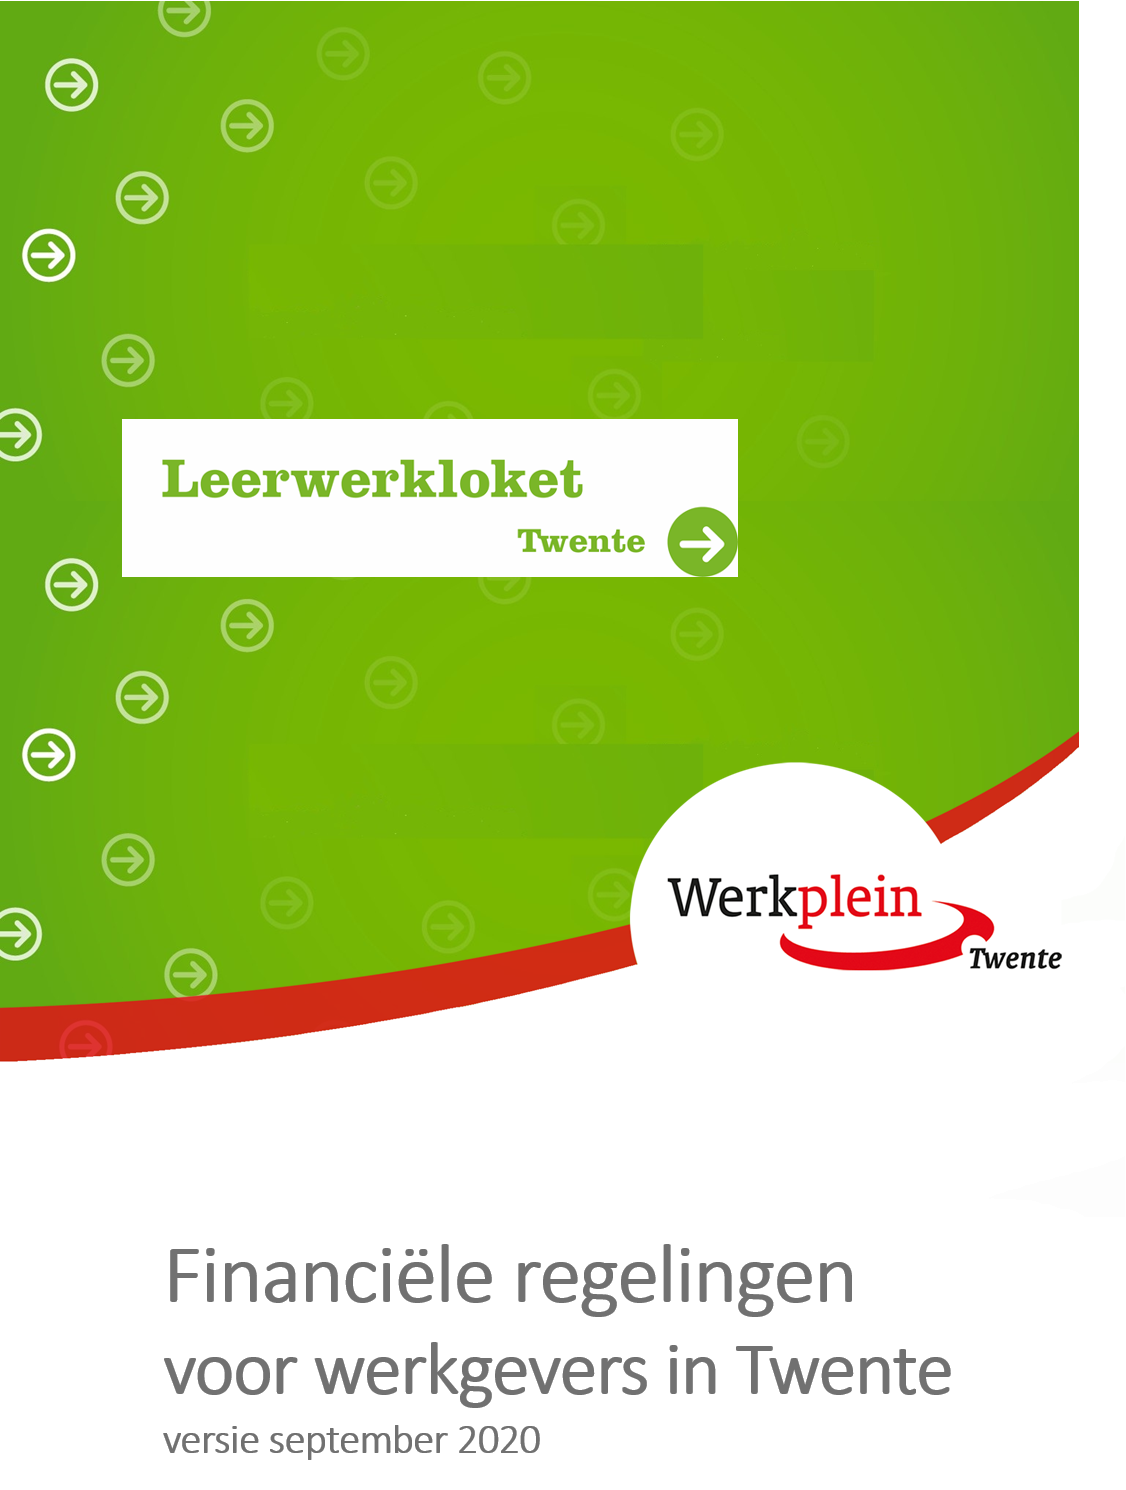 Leerwerkloket
Twente
Werkplein
Twente
Financiële regelingen
voor werkgevers in Twente
versie september 2020